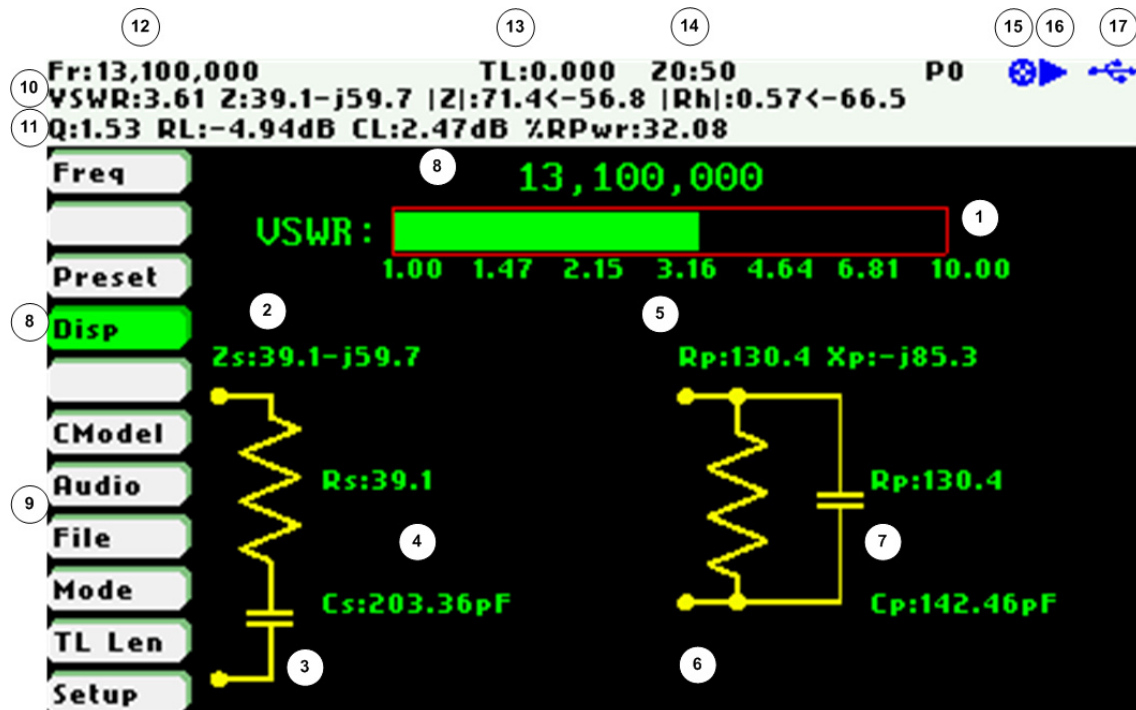 12 13 14 15 16 17
Fr:13,100,000 TL:0.000 Z0:50 P0
10 VSWR:3.61 Z:39.1-j59.7 |Z|:71.4<-56.8 |Rh|:0.57<-66.5
11 Q:1.53 RL:-4.94dB CL:2.47dB %RPwr:32.08
Freq
8
13,100,000
VSWR:
1
1.00 1.47 2.15 3.16 4.64 6.81 10.00
Preset
8
Disp
2
5
Zs:39.1-j59.7
Rp:130.4 Xp:-j85.3
CModel
Audio
Rs:39.1
Rp:130.4
9
File
4
7
Mode
Cs:203.36pF
Cp:142.46pF
TL Len
3
6
Setup